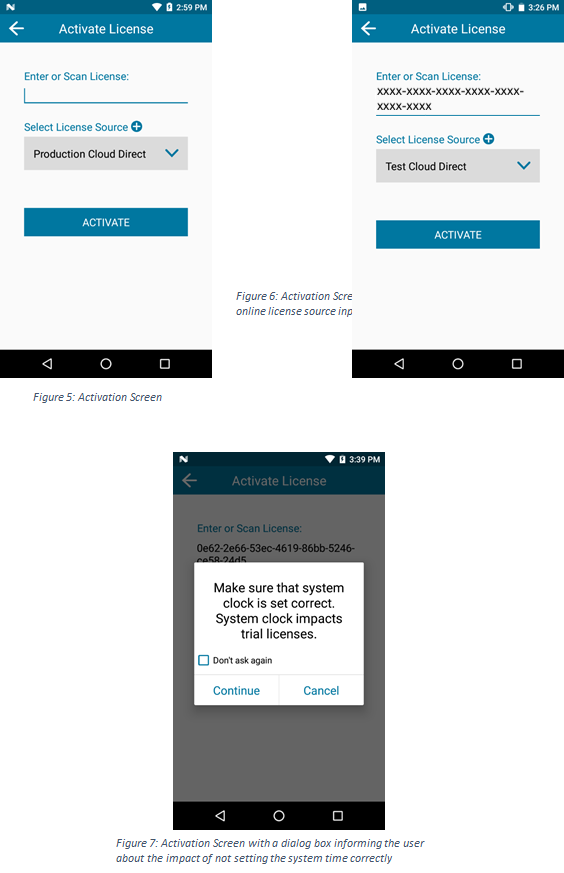 2:59 PM
Activate License
Enter or Scan License:
Select License Source
Production Cloud Direct
ACTIVATE
Figure 5: Activation Screen
3:26 PM
Activate License
Enter or Scan License:
XXXX-XXXX-XXXX-XXXX-XXXX-
XXXX-XXXX
Select License Source
Test Cloud Direct
ACTIVATE
Figure 6: Activation Scre
online license source inp
3:39 PM
Activate License
Enter or Scan License:
0e62-2e66-53ec-4619-86bb-5246-
ce58-24d5
Make sure that system
clock is set correct.
System clock impacts
trial licenses.
Don't ask again
Continue
Cancel
Figure 7: Activation Screen with a dialog box informing the user
about the impact of not setting the system time correctly